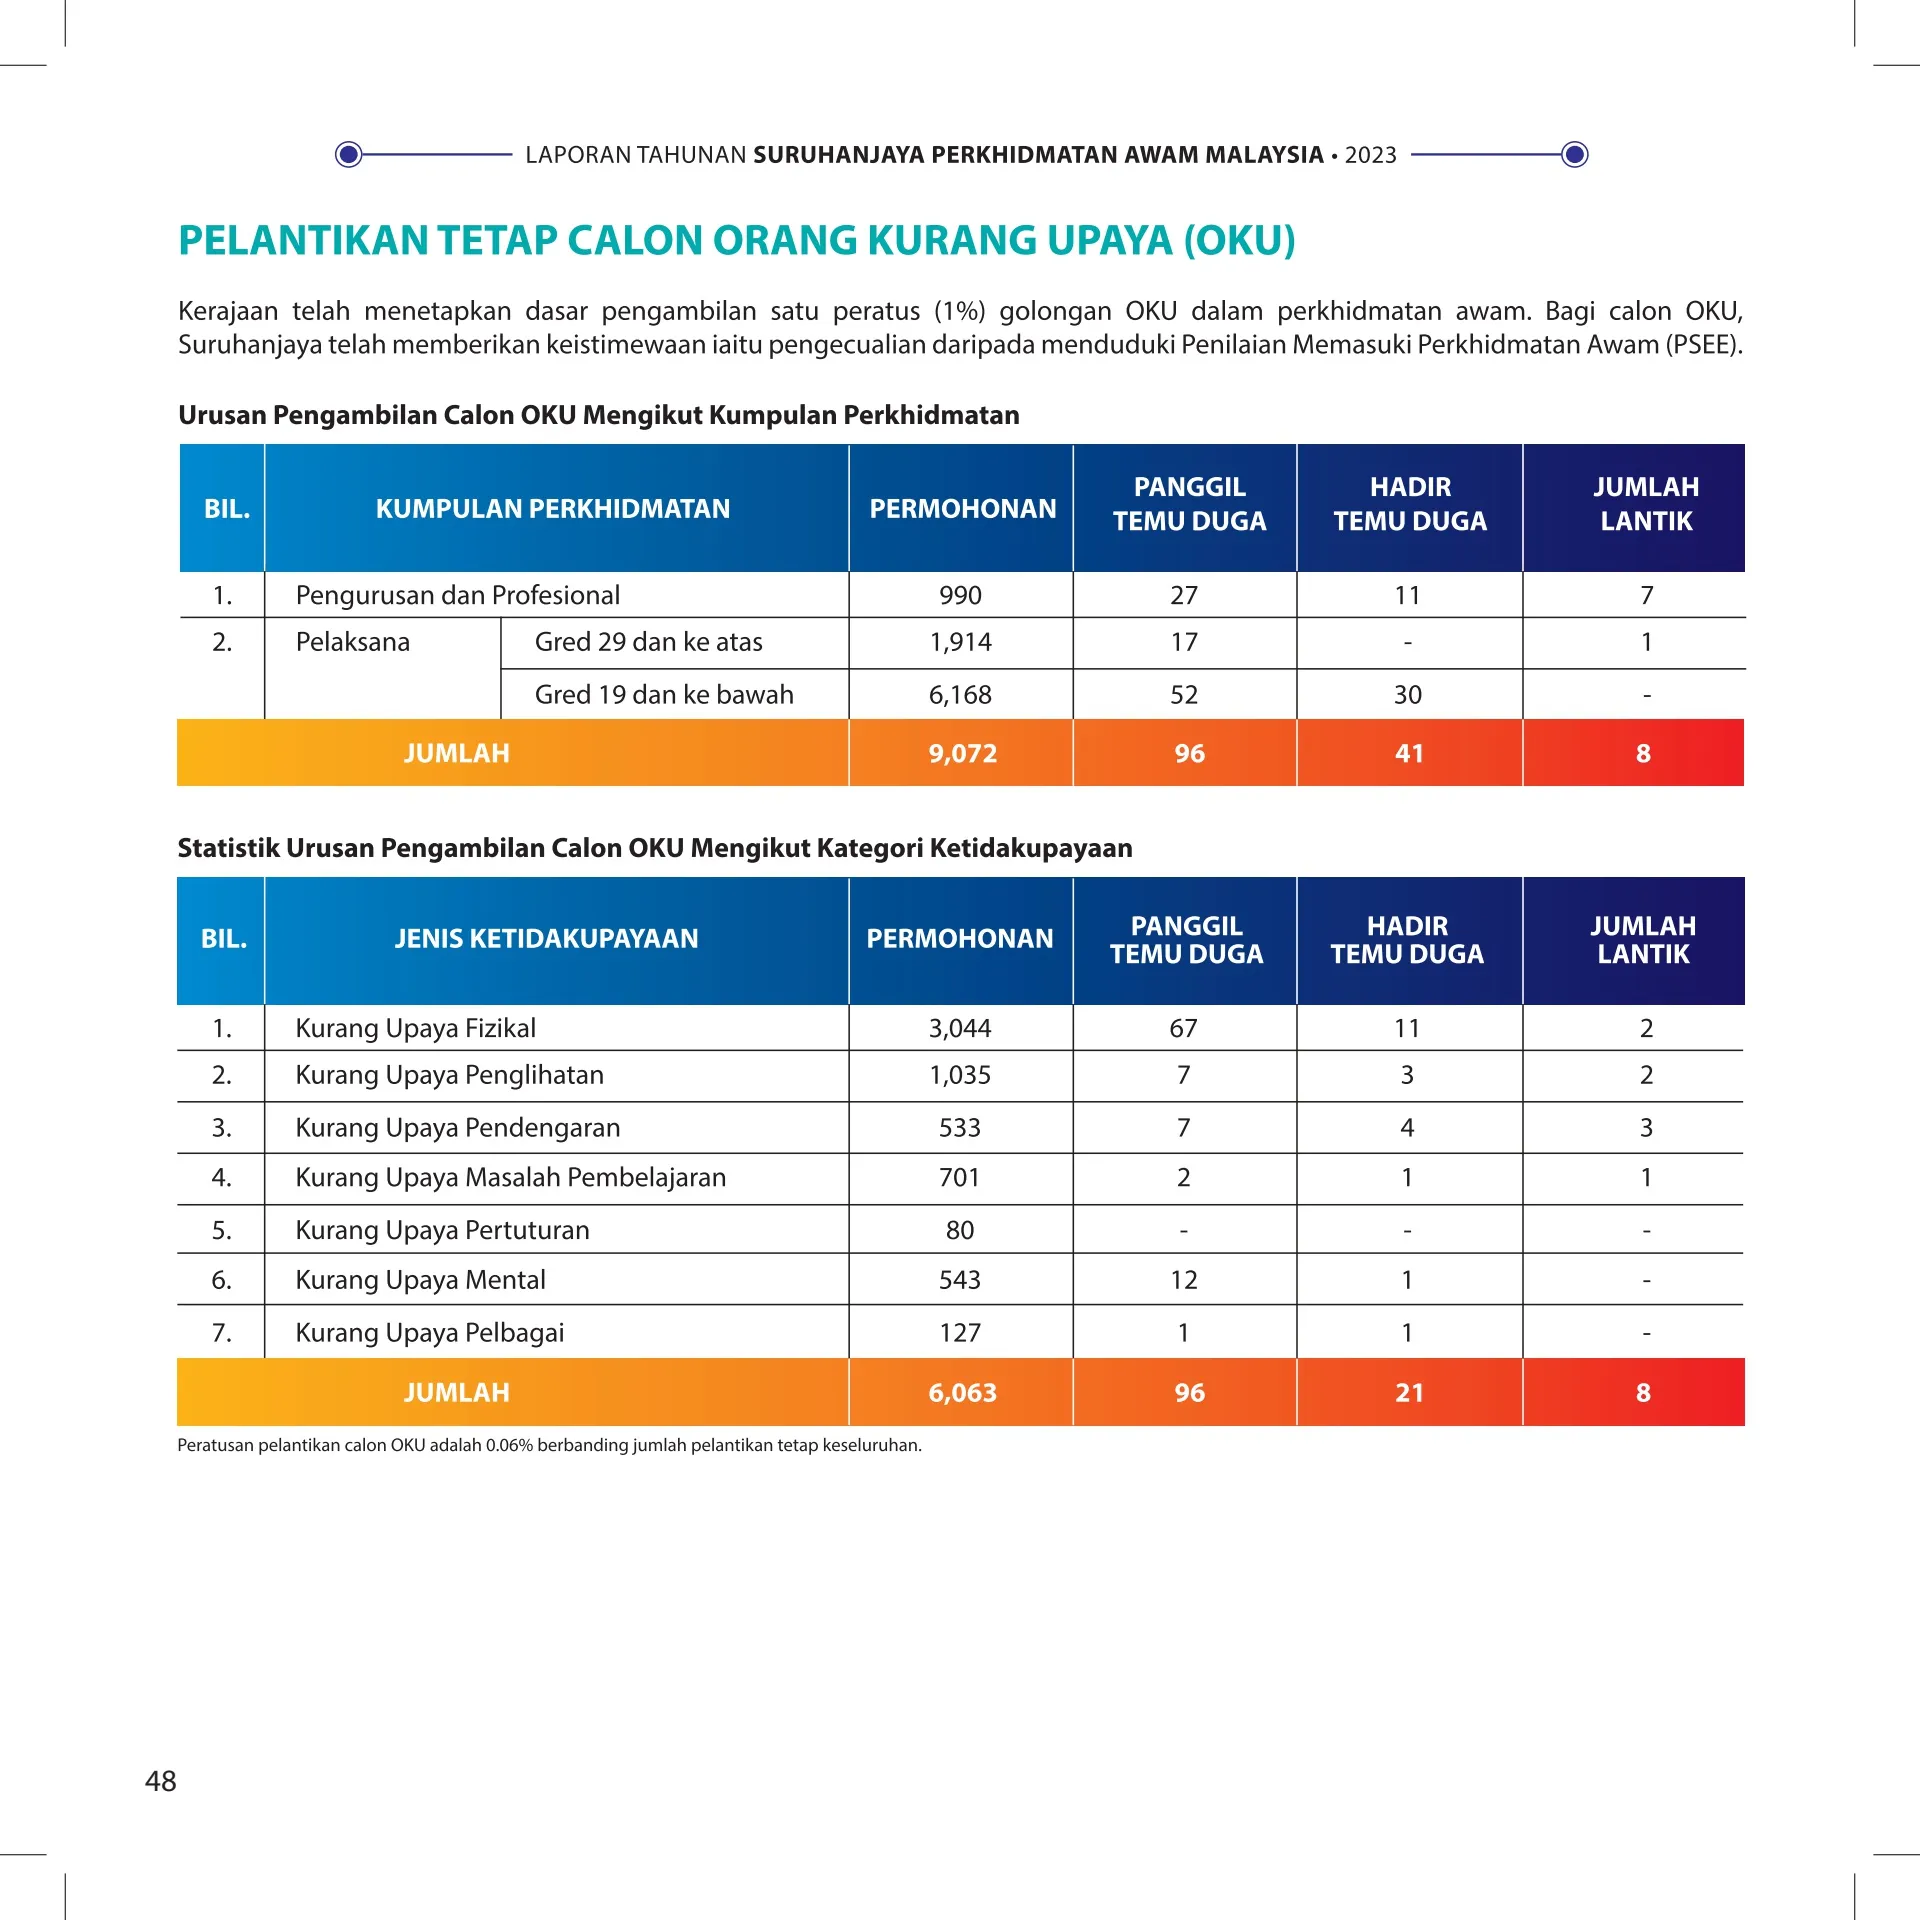 LAPORAN TAHUNAN SURUHANJAYA PERKHIDMATAN AWAM MALAYSIA • 2023
PELANTIKAN TETAP CALON ORANG KURANG UPAYA (OKU)
Kerajaan telah menetapkan dasar pengambilan satu peratus (1%) golongan OKU dalam perkhidmatan awam. Bagi calon OKU,
Suruhanjaya telah memberikan keistimewaan iaitu pengecualian daripada menduduki Penilaian Memasuki Perkhidmatan Awam (PSEE).
Urusan Pengambilan Calon OKU Mengikut Kumpulan Perkhidmatan
BIL. KUMPULAN PERKHIDMATAN PERMOHONAN PANGGIL TEMU DUGA HADIR TEMU DUGA JUMLAH LANTIK
1. Pengurusan dan Profesional 990 27 11 7
2. Pelaksana Gred 29 dan ke atas 1,914 17 - 1
Gred 19 dan ke bawah 6,168 52 30 -
JUMLAH 9,072 96 41 8
Statistik Urusan Pengambilan Calon OKU Mengikut Kategori Ketidakupayaan
BIL. JENIS KETIDAKUPAYAAN PERMOHONAN PANGGIL TEMU DUGA HADIR TEMU DUGA JUMLAH LANTIK
1. Kurang Upaya Fizikal 3,044 67 11 2
2. Kurang Upaya Penglihatan 1,035 7 3 2
3. Kurang Upaya Pendengaran 533 7 4 3
4. Kurang Upaya Masalah Pembelajaran 701 2 1 1
5. Kurang Upaya Pertuturan 80 - - -
6. Kurang Upaya Mental 543 12 1 -
7. Kurang Upaya Pelbagai 127 1 1 -
JUMLAH 6,063 96 21 8
Peratusan pelantikan calon OKU adalah 0.06% berbanding jumlah pelantikan tetap keseluruhan.
48